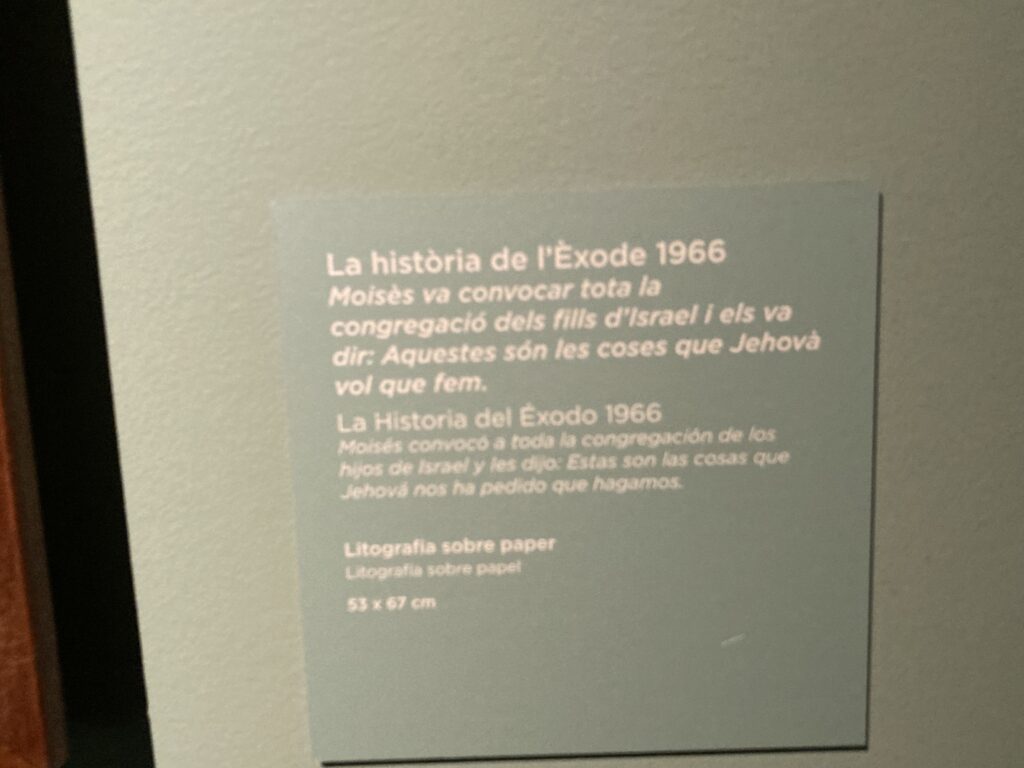 La història de l'Èxode 1966
Moisès va convocar tota la
congregació dels fills d'Israel i els va
dir: Aquestes són les coses que Jehovà
vol que fem.
La Historia del Éxodo 1966
Moisés convocó a toda la congregación de los
hijos de Israel y les dijo: Estas son las cosas que
Jehová nos ha pedido que hagamos.
Litografia sobre paper
Litografía sobre papel
53 x 67 cm